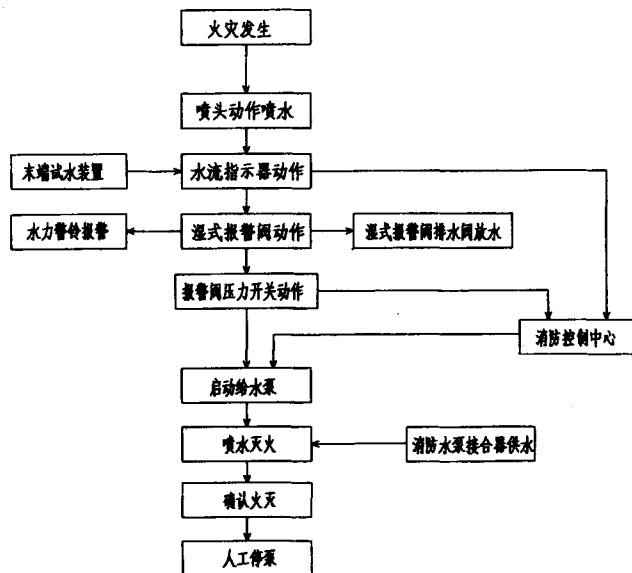 火灾发生
喷头动作喷水
末端试水装置
水流指示器动作
水力警铃报警
湿式报警阀动作
湿式报警阀排水阀放水
报警阀压力开关动作
消防控制中心
启动给水泵
喷水灭火
消防水泵接合器供水
确认火灭
人工停泵